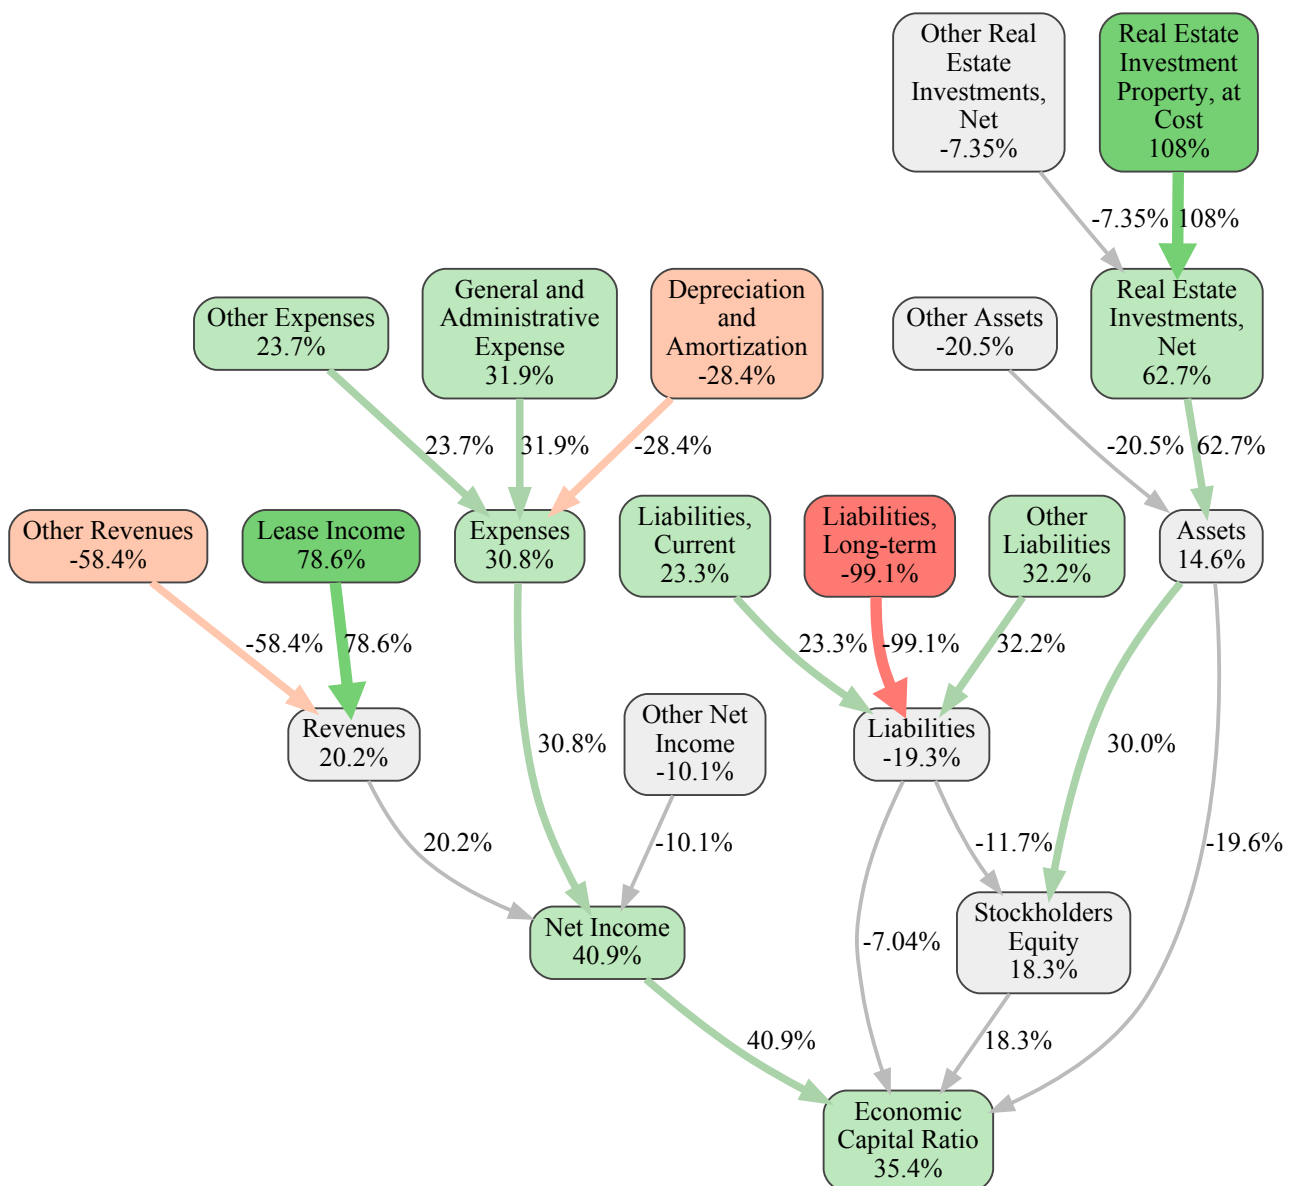 Other Real
Estate
Investments,
Net
-7.35%
Real Estate
Investment
Property, at
Cost
108%
-7.35%
108%
Other Expenses
23.7%
General and
Administrative
Expense
31.9%
Depreciation
and
Amortization
-28.4%
Other Assets
-20.5%
Real Estate
Investments,
Net
62.7%
23.7%
31.9%
-28.4%
-20.5%
62.7%
Other Revenues
-58.4%
Lease Income
78.6%
Expenses
30.8%
Liabilities,
Current
23.3%
Liabilities,
Long-term
-99.1%
Other
Liabilities
32.2%
Assets
14.6%
-58.4%
78.6%
23.3%
-99.1%
32.2%
Revenues
20.2%
30.8%
Other Net
Income
-10.1%
Liabilities
-19.3%
30.0%
20.2%
-10.1%
-11.7%
-19.6%
Net Income
40.9%
-7.04%
Stockholders
Equity
18.3%
40.9%
18.3%
Economic
Capital Ratio
35.4%